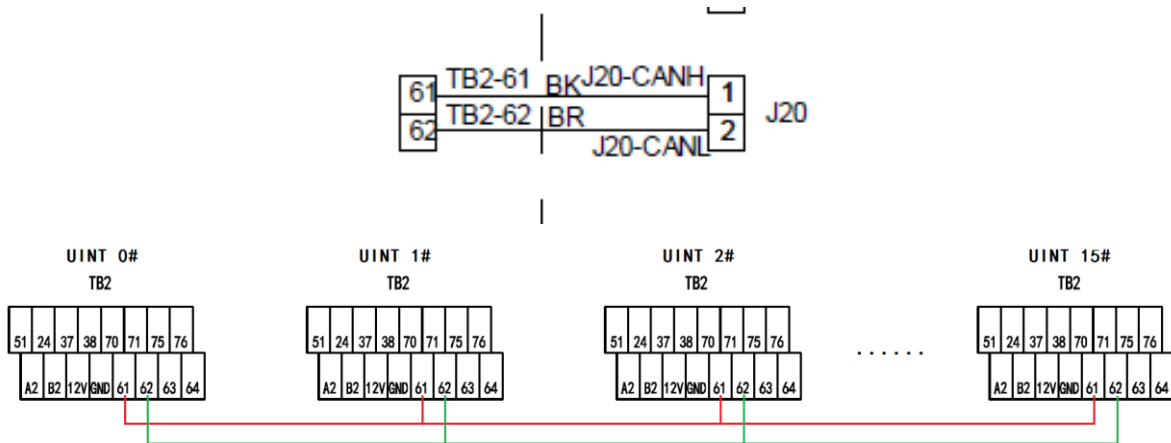 61 TB2-61 BK J20-CANH 1
62 TB2-62 BR J20-CANL 2
J20
UINT 0# UINT 1# UINT 2# UINT 15#
TB2 TB2 TB2 TB2
51 24 37 38 70 71 75 76 51 24 37 38 70 71 75 76 51 24 37 38 70 71 75 76 ...... 51 24 37 38 70 71 75 76
A2 B2 12V GND 61 62 63 64 A2 B2 12V GND 61 62 63 64 A2 B2 12V GND 61 62 63 64 A2 B2 12V GND 61 62 63 64